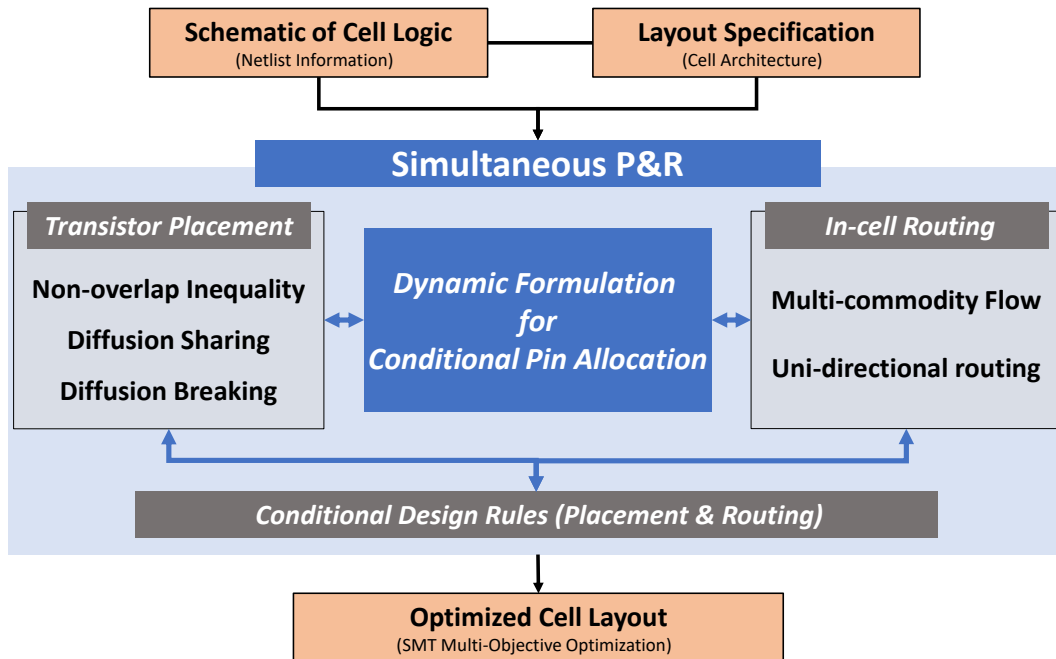 Schematic of Cell Logic
(Netlist Information)
Layout Specification
(Cell Architecture)
Simultaneous P&R
Transistor Placement
Non-overlap Inequality
Diffusion Sharing
Diffusion Breaking
Dynamic Formulation
for
Conditional Pin Allocation
In-cell Routing
Multi-commodity Flow
Uni-directional routing
Conditional Design Rules (Placement & Routing)
Optimized Cell Layout
(SMT Multi-Objective Optimization)